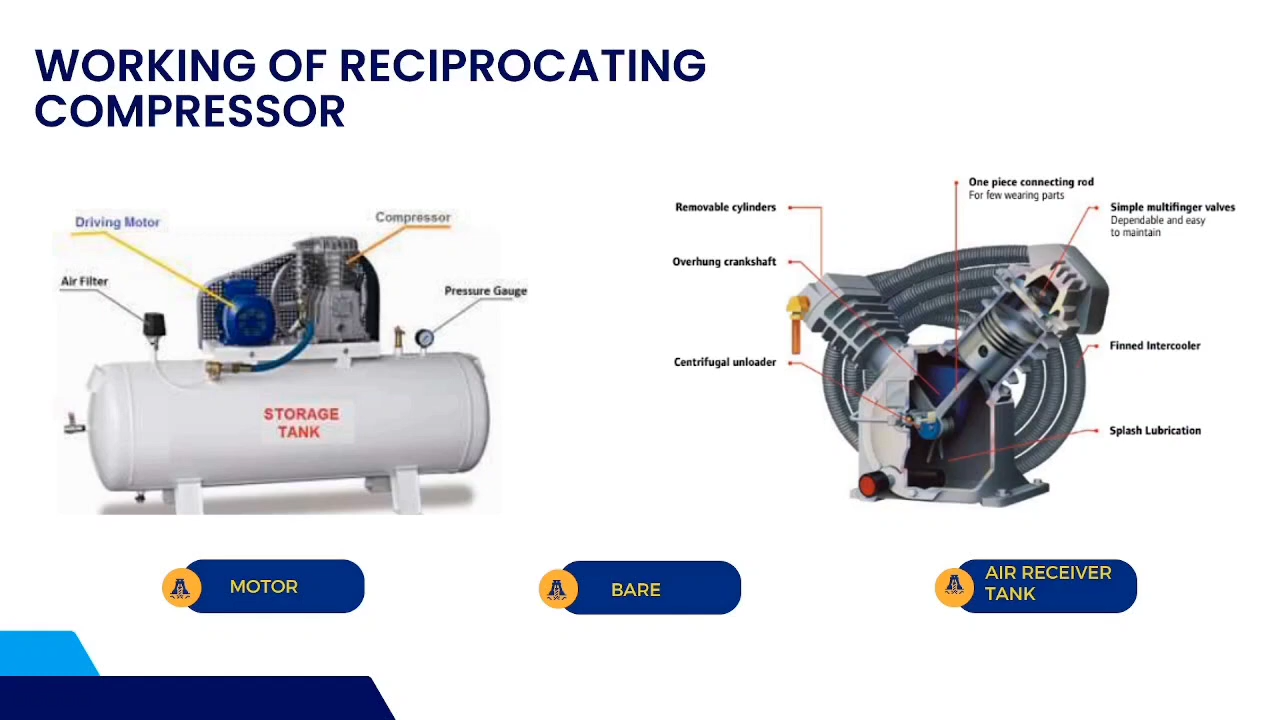 WORKING OF RECIPROCATING
COMPRESSOR
Driving Motor
Compressor
Air Filter
Pressure Gauge
STORAGE
TANK
One piece connecting rod
For few wearing parts
Removable cylinders
Simple multifinger valves
Dependable and easy
to maintain
Overhung crankshaft
Centrifugal unloader
Finned Intercooler
Splash Lubrication
MOTOR
BARE
AIR RECEIVER
TANK